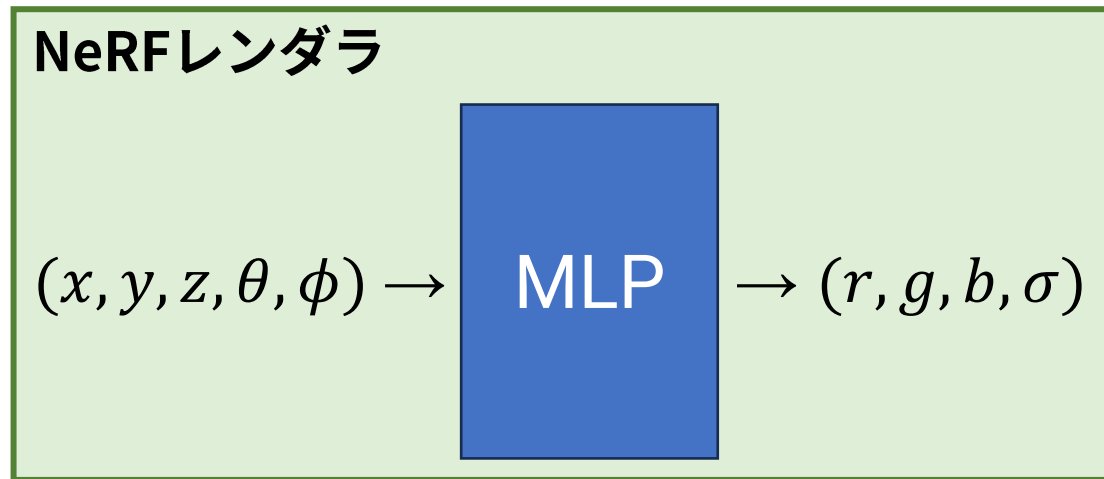 NeRFレンダラ
(x, y, z, θ, ϕ) → MLP → (r, g, b, σ)